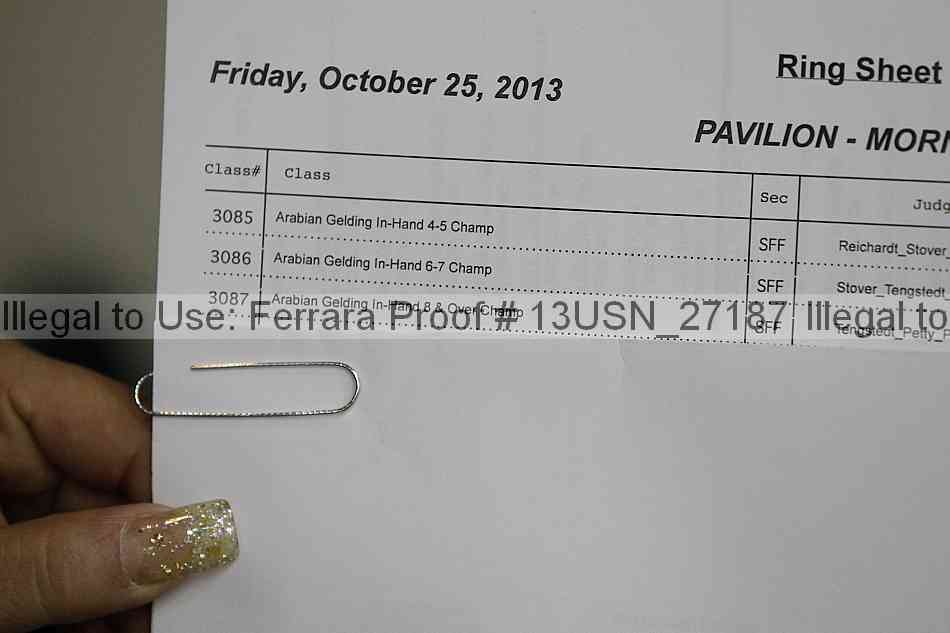 Ring Sheet
Friday, October 25, 2013
PAVILION - MORN
Class# Class Sec Judg
3085 Arabian Gelding In-Hand 4-5 Champ SFF Reichardt_Stover_
3086 Arabian Gelding In-Hand 6-7 Champ SFF Stover_Tengstedt
3087 Arabian Gelding In-Hand 8 & Over Champ SFF Tengstedt_Petty_P
Illegal to Use: Ferrara Proof # 13USN_27187 Illegal to